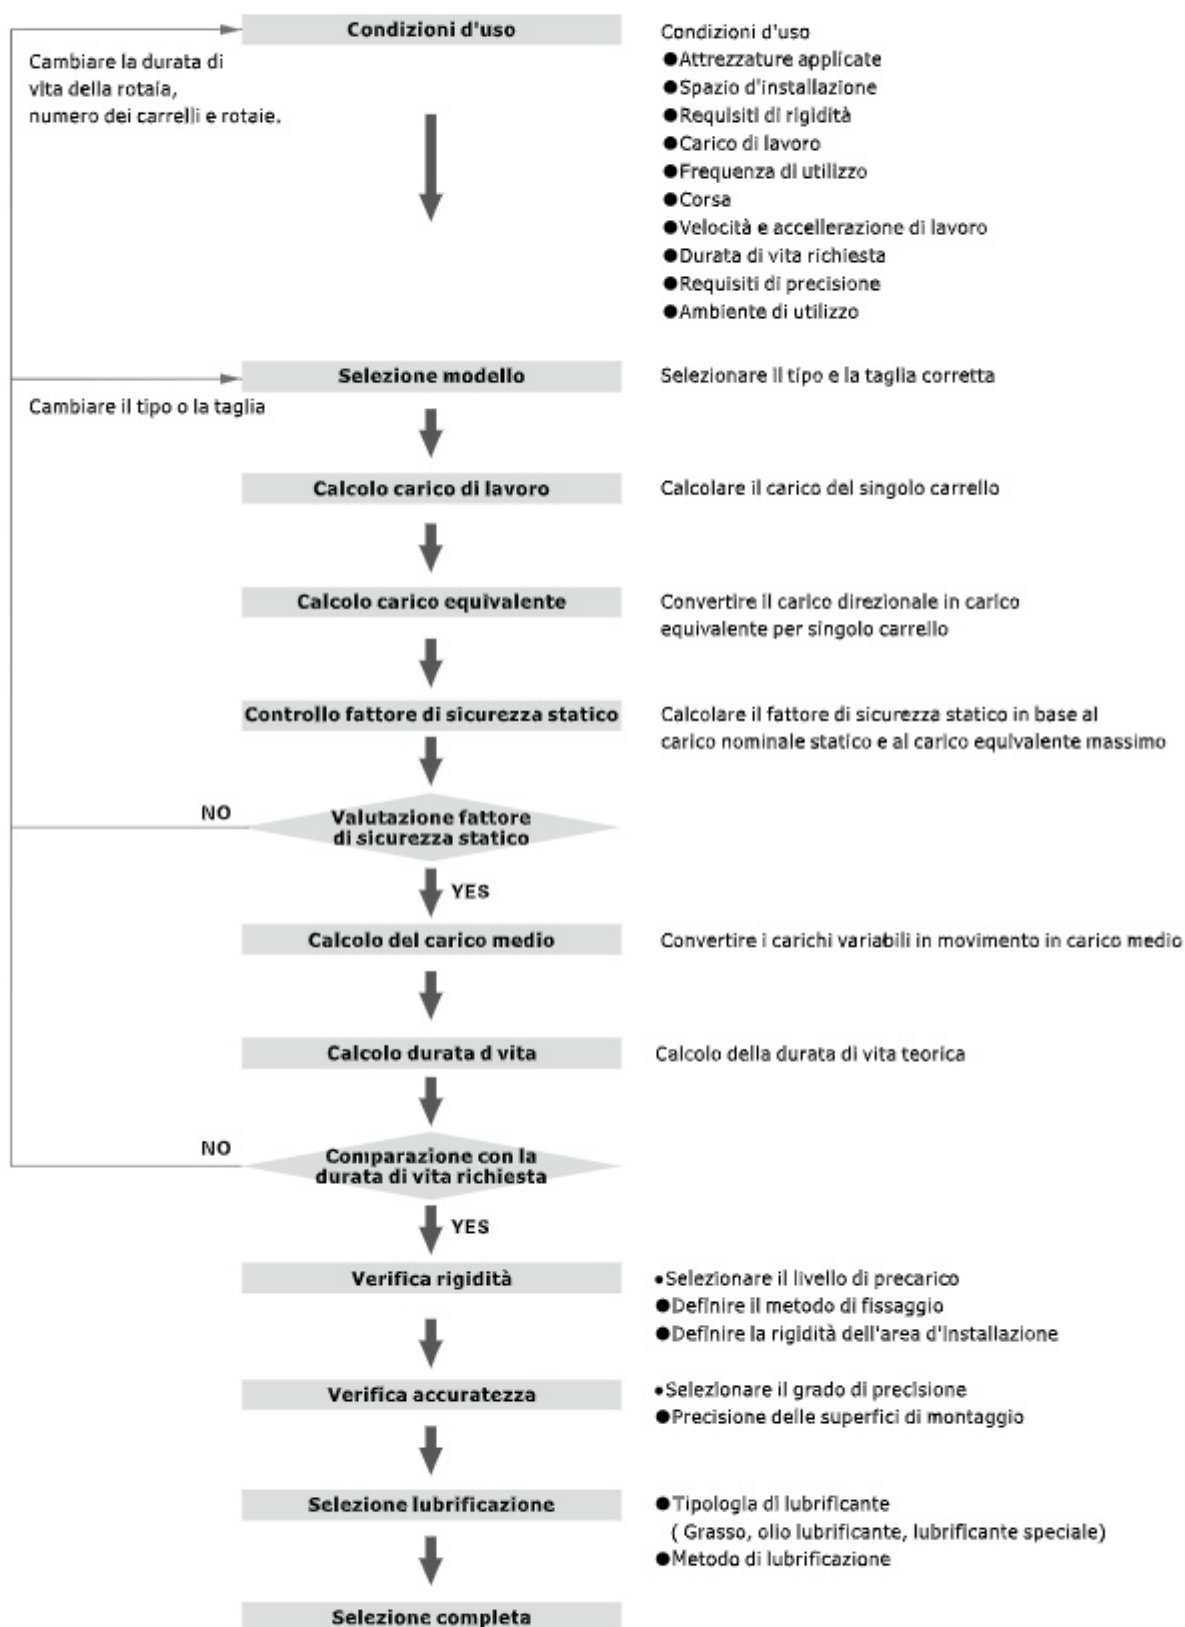 Condizioni d'uso
Cambiare la durata di
vita della rotaia,
numero dei carrelli e rotaie.
Condizioni d'uso
●Attrezzature applicate
●Spazio d'installazione
●Requisiti di rigidità
●Carico di lavoro
●Frequenza di utilizzo
●Corsa
●Velocità e accellerazione di lavoro
●Durata di vita richiesta
●Requisiti di precisione
●Ambiente di utilizzo
Selezione modello
Selezionare il tipo e la taglia corretta
Cambiare il tipo o la taglia
Calcolo carico di lavoro
Calcolare il carico del singolo carrello
Calcolo carico equivalente
Convertire il carico direzionale in carico
equivalente per singolo carrello
Controllo fattore di sicurezza statico
Calcolare il fattore di sicurezza statico in base al
carico nominale statico e al carico equivalente massimo
NO
Valutazione fattore
di sicurezza statico
YES
Calcolo del carico medio
Convertire i carichi variabili in movimento in carico medio
Calcolo durata d vita
Calcolo della durata di vita teorica
NO
Comparazione con la
durata di vita richiesta
YES
Verifica rigidità
•Selezionare il livello di precarico
●Definire il metodo di fissaggio
●Definire la rigidità dell'area d'installazione
Verifica accuratezza
•Selezionare il grado di precisione
●Precisione delle superfici di montaggio
Selezione lubrificazione
●Tipologia di lubrificante
( Grasso, olio lubrificante, lubrificante speciale)
●Metodo di lubrificazione
Selezione completa